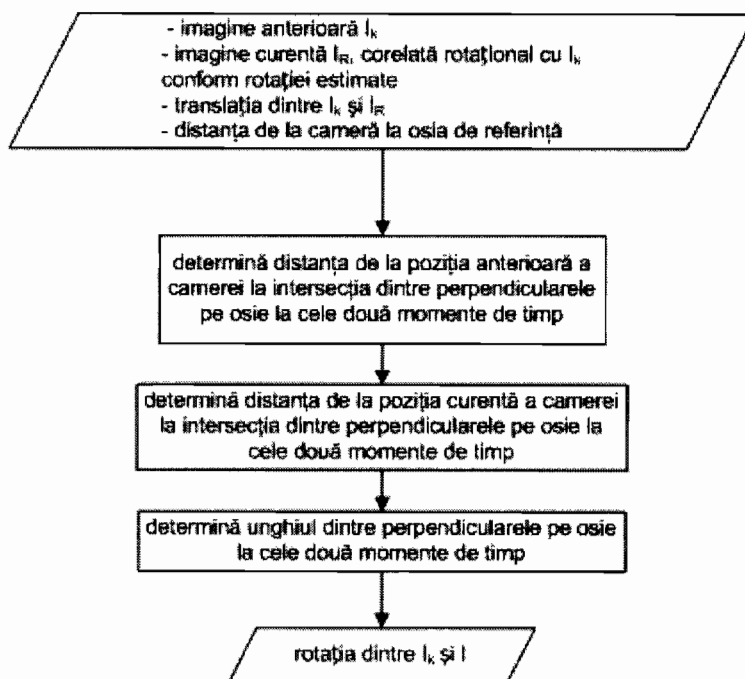 - imagine anterioară Iₖ
- imagine curentă I_R, corelată rotațional cu Iₖ
conform rotației estimate
- translația dintre Iₖ și I_R
- distanța de la cameră la osia de referință
determină distanța de la poziția anterioară a
camerei la intersecția dintre perpendicularele
pe osie la cele două momente de timp
determină distanța de la poziția curentă a camerei
la intersecția dintre perpendicularele pe osie la
cele două momente de timp
determină unghiul dintre perpendicularele pe osie
la cele două momente de timp
rotația dintre Iₖ și I